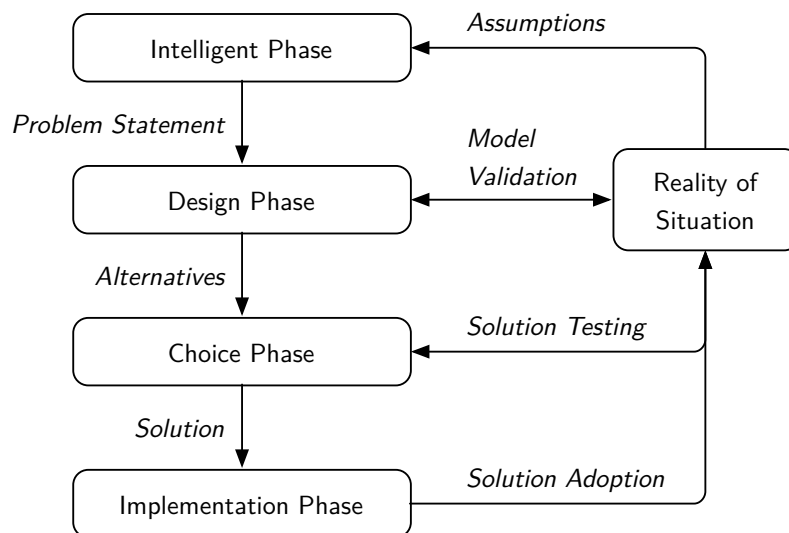 Assumptions
Intelligent Phase
Problem Statement
Model
Validation
Reality of
Situation
Design Phase
Alternatives
Solution Testing
Choice Phase
Solution
Solution Adoption
Implementation Phase